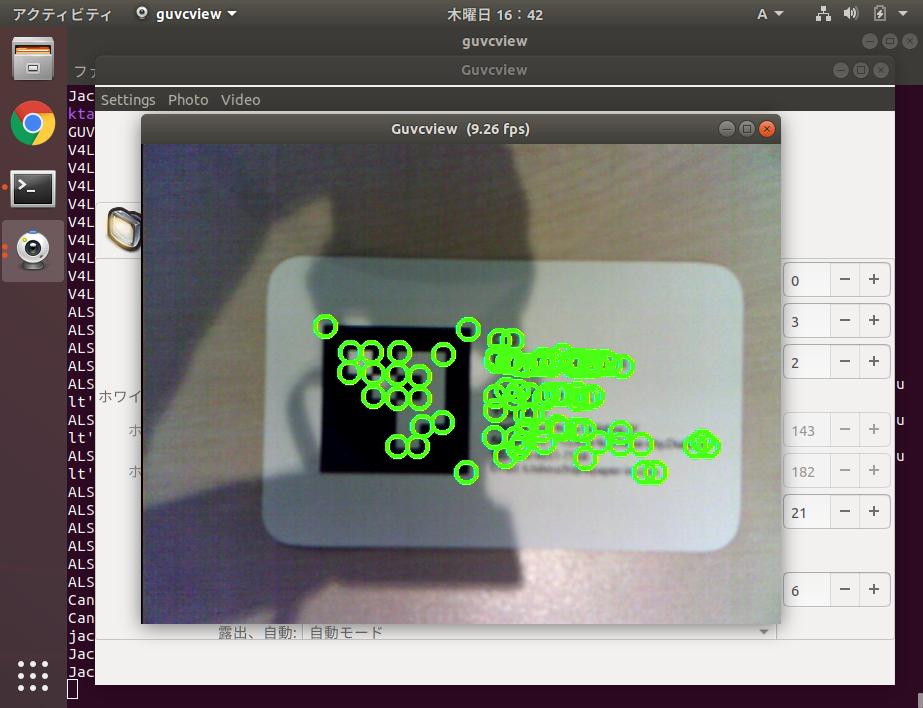 アクティビティ
guvcview
木曜日 16：42
A
guvcview
Guvcview
ファ
Settings Photo Video
Guvcview (9.26 fps)
Jac
kta
GUV
V4L
V4L
V4L
V4L
V4L
V4L
V4L
V4L
V4L
ALS
ALS
ALS
ALS
ALS
lt'
ALS
lt'
ALS
lt'
ALS
ALS
ALS
ALS
ALS
ALS
Can
Can
jac
Jac
Jac
u
u
u
ホワイ
ホ
ホ
0 − +
3 − +
2 − +
143 − +
182 − +
21 − +
6 − +
露出、自動: 自動モード